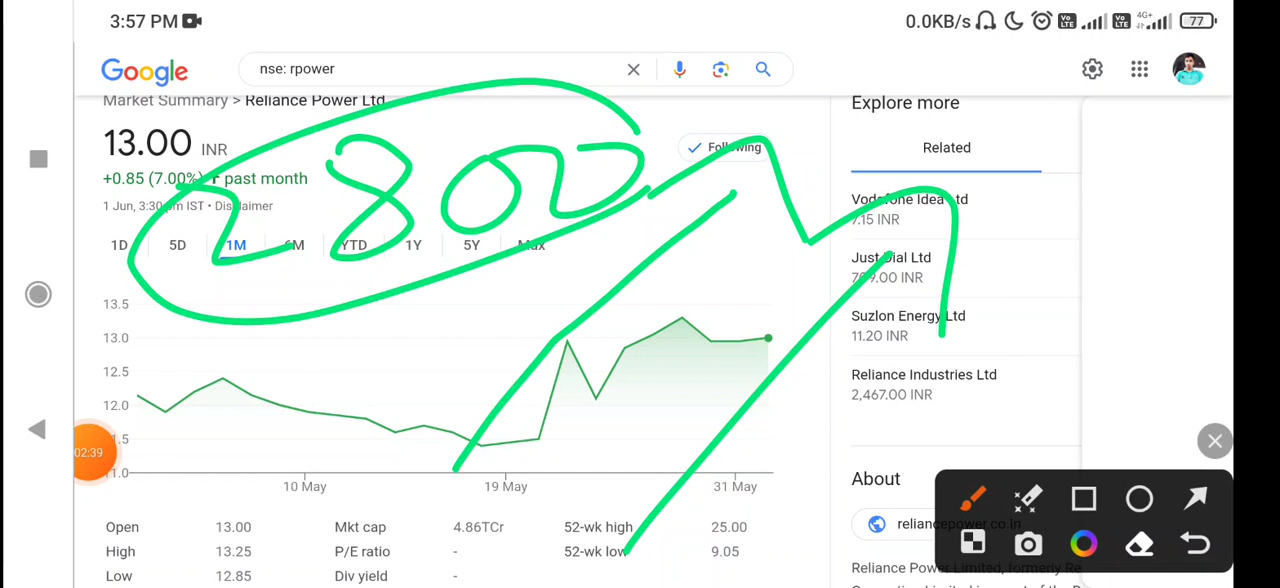 3:57 PM 0.0KB/s Vo LTE Vo LTE 4G+ 77
Google nse: rpower
Market Summary > Reliance Power Ltd
13.00 INR
Following
+0.85 (7.00%) past month
1 Jun, 3:30 pm IST • Disclaimer
2800
1D 5D 1M 6M YTD 1Y 5Y Max
13.5
13.0
12.5
12.0
11.5
11.0
10 May 19 May 31 May
02:39
Open 13.00 Mkt cap 4.86TCr 52-wk high 25.00
High 13.25 P/E ratio - 52-wk low 9.05
Low 12.85 Div yield -
Explore more
Related
Vodafone Idea Ltd
7.15 INR
Just Dial Ltd
INR
Suzlon Energy Ltd
11.20 INR
Reliance Industries Ltd
2,467.00 INR
About
reliancepower.co.in
Reliance Power Limited, formerly Re